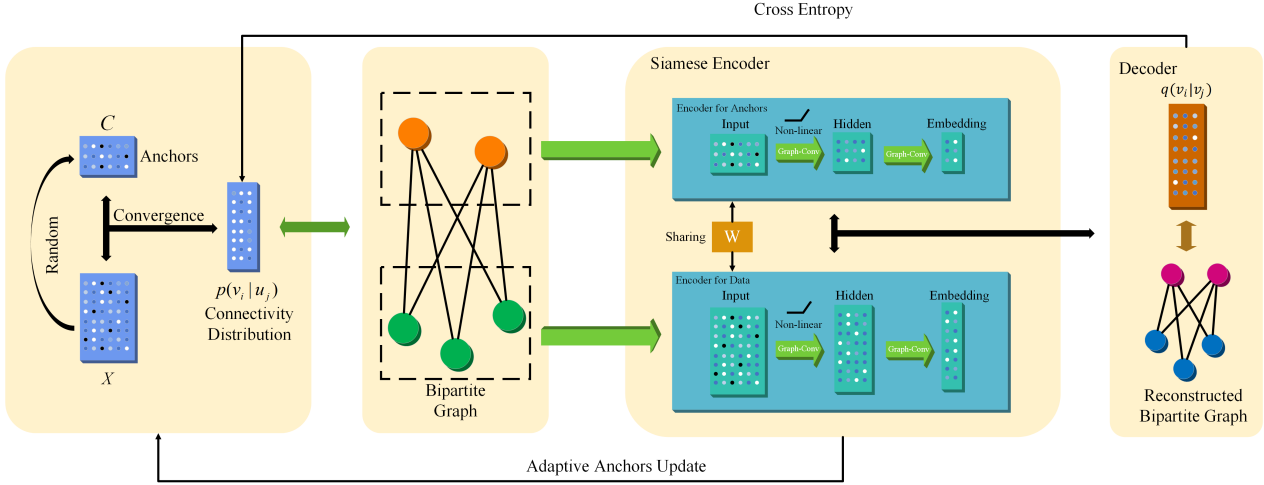 Cross Entropy
C
Anchors
Random
Convergence
X
p(v_i | u_j)
Connectivity
Distribution
Bipartite
Graph
Siamese Encoder
Encoder for Anchors
Input
Non-linear
Graph-Conv
Hidden
Graph-Conv
Embedding
Sharing
W
Encoder for Data
Input
Non-linear
Graph-Conv
Hidden
Graph-Conv
Embedding
Decoder
q(v_i|v_j)
Reconstructed
Bipartite Graph
Adaptive Anchors Update